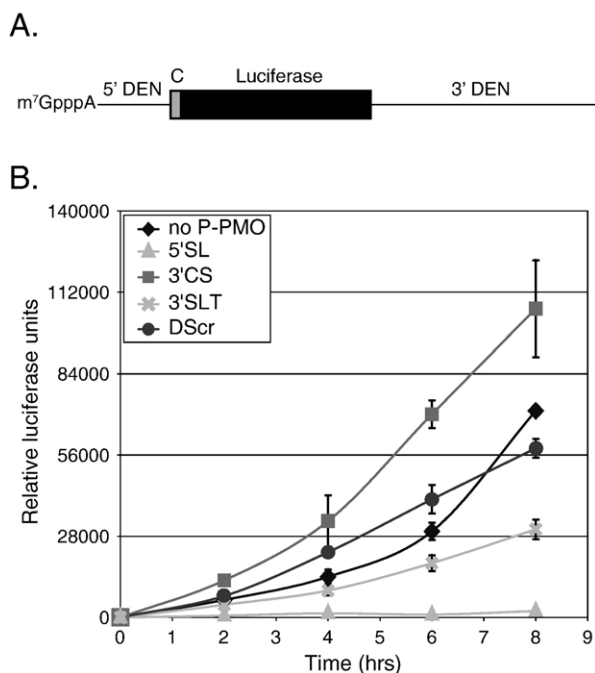 A.
5' DEN C Luciferase 3' DEN
m⁷GpppA
B.
140000
112000
84000
56000
28000
0
Relative luciferase units
no P-PMO
5'SL
3'CS
3'SLT
DScr
0 1 2 3 4 5 6 7 8 9
Time (hrs)